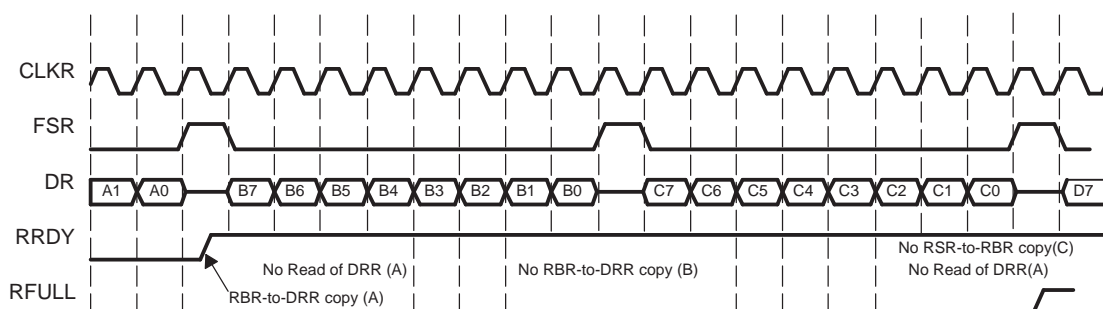 CLKR
FSR
DR A1 A0 B7 B6 B5 B4 B3 B2 B1 B0 C7 C6 C5 C4 C3 C2 C1 C0 D7
RRDY
No RSR-to-RBR copy(C)
No Read of DRR (A) No RBR-to-DRR copy (B) No Read of DRR(A)
RFULL RBR-to-DRR copy (A)